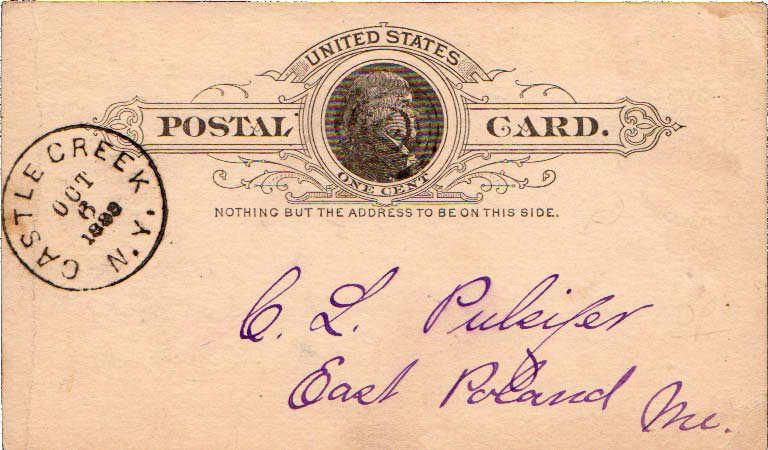 UNITED STATES
POSTAL CARD.
ONE CENT
NOTHING BUT THE ADDRESS TO BE ON THIS SIDE.
CASTLE CREEK, N.Y.
OCT
6
C. L. Pulsifer
East Poland Me.